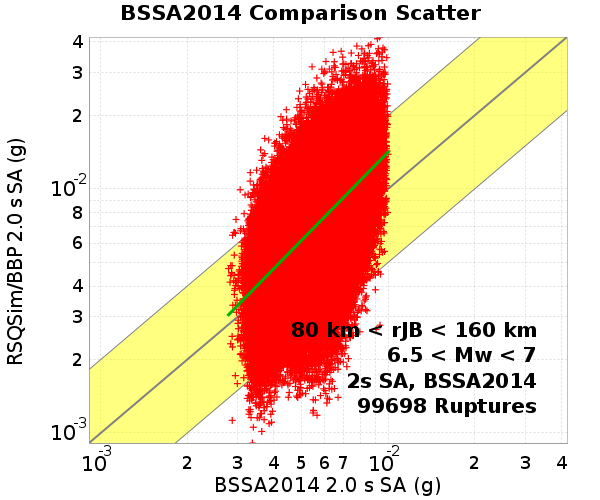 BSSA2014 Comparison Scatter
RSQSim/BBP 2.0 s SA (g)
4
3
2
10-2
8
6
4
3
2
10-3
80 km < rJB < 160 km
6.5 < Mw < 7
2s SA, BSSA2014
99698 Ruptures
10-3 2 3 4 5 6 7 10-2 2 3 4
BSSA2014 2.0 s SA (g)